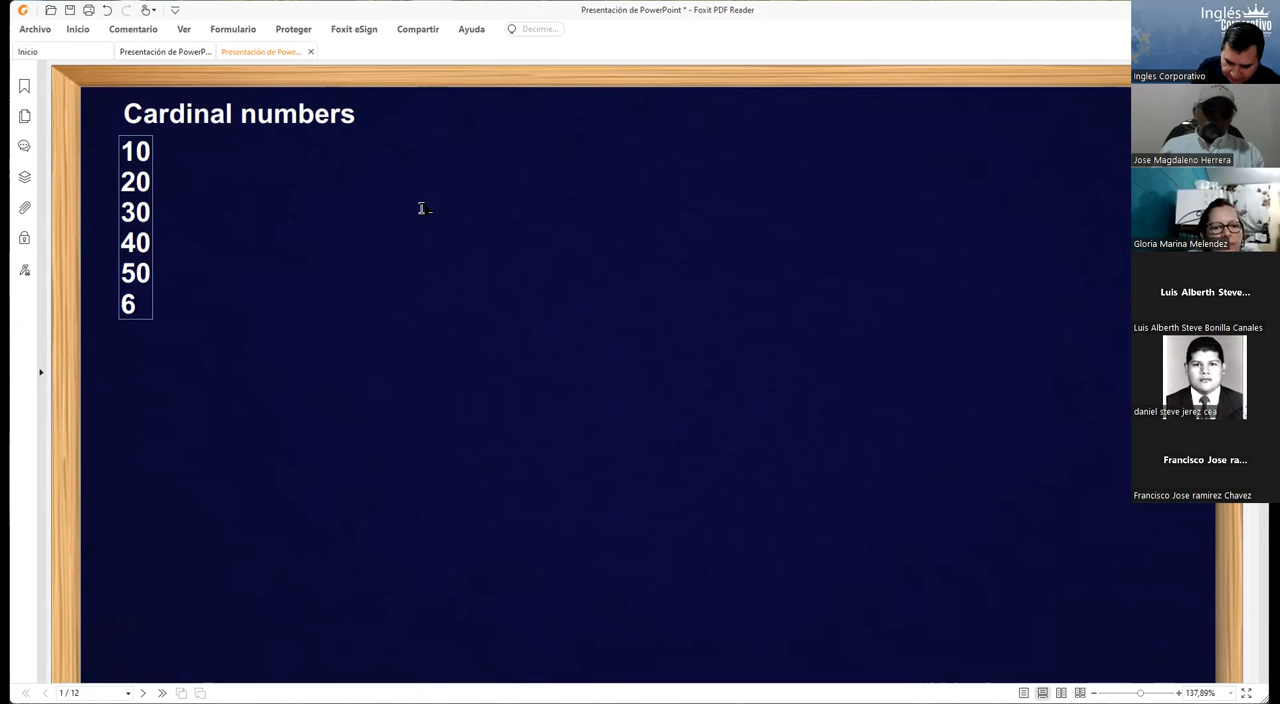 Presentación de PowerPoint * - Foxit PDF Reader
Archivo Inicio Comentario Ver Formulario Proteger Foxit eSign Compartir Ayuda Decirme...
Inicio Presentación de PowerP... Presentación de Powe...
Cardinal numbers
10
20
30
40
50
6
Inglés
Corporativo
Ingles Corporativo
Jose Magdaleno Herrera
Gloria Marina Melendez
Luis Alberth Steve...
Luis Alberth Steve Bonilla Canales
daniel steve jerez cea
Francisco Jose ra...
Francisco Jose ramirez Chavez
1 / 12
137,89%